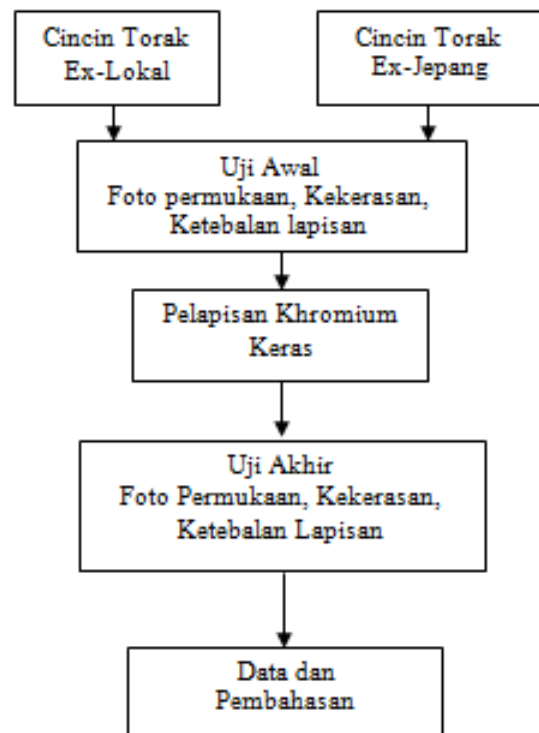 Cincin Torak
Ex-Lokal
Cincin Torak
Ex-Jepang
Uji Awal
Foto permukaan, Kekerasan,
Ketebalan lapisan
Pelapisan Khromium
Keras
Uji Akhir
Foto Permukaan, Kekerasan,
Ketebalan Lapisan
Data dan
Pembahasan